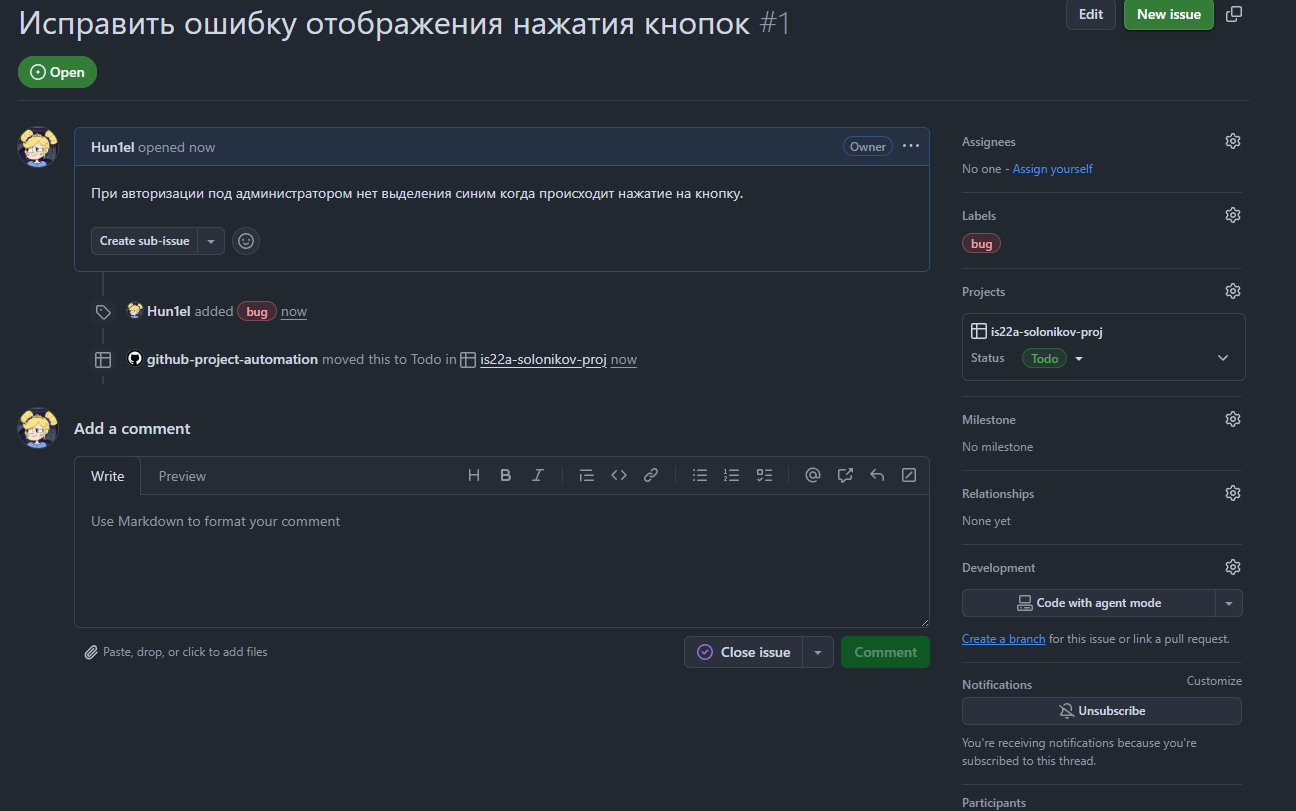 Исправить ошибку отображения нажатия кнопок #1
Edit
New issue
Open
Hun1el opened now
Owner
При авторизации под администратором нет выделения синим когда происходит нажатие на кнопку.
Create sub-issue
Hun1el added bug now
github-project-automation moved this to Todo in is22a-solonikov-proj now
Add a comment
Write
Preview
Use Markdown to format your comment
Paste, drop, or click to add files
Close issue
Comment
Assignees
No one - Assign yourself
Labels
bug
Projects
is22a-solonikov-proj
Status Todo
Milestone
No milestone
Relationships
None yet
Development
Code with agent mode
Create a branch for this issue or link a pull request.
Notifications
Customize
Unsubscribe
You're receiving notifications because you're
subscribed to this thread.
Participants